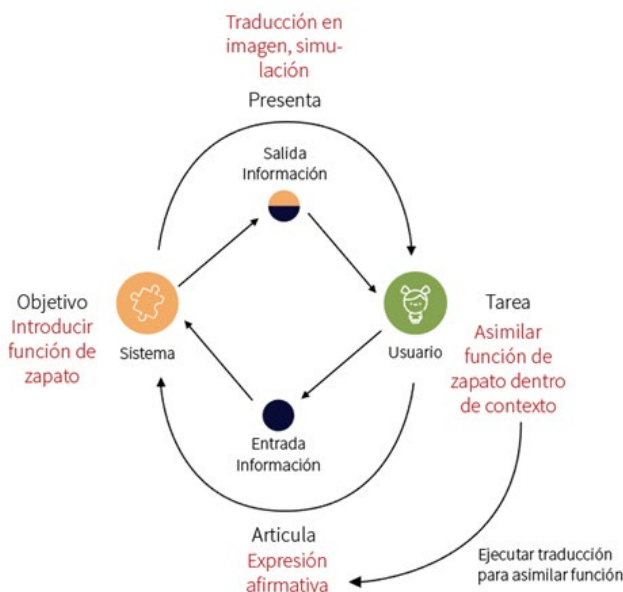 Traducción en
imagen, simu-
lación
Presenta
Salida
Información
Objetivo
Introducir
función de
zapato
Sistema
Usuario
Tarea
Asimilar
función de
zapato dentro
de contexto
Entrada
Información
Articula
Expresión
afirmativa
Ejecutar traducción
para asimilar función